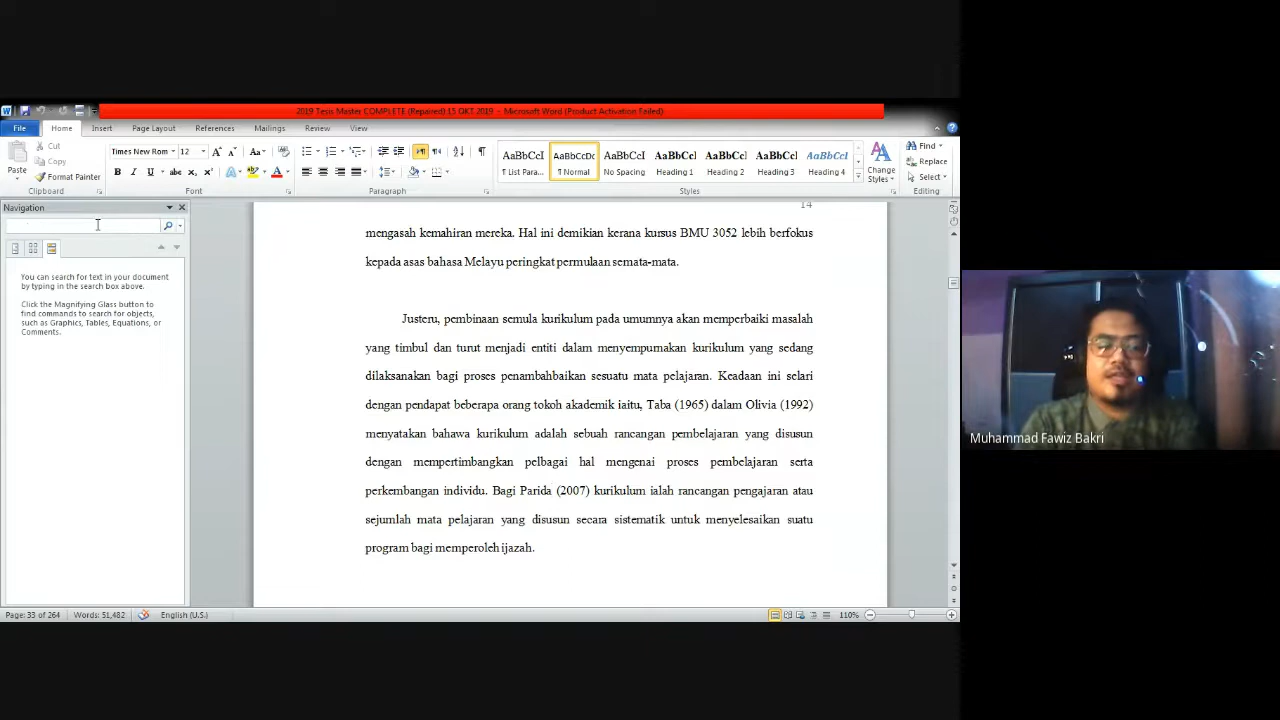 2019 Tesis Master COMPLETE (Repaired) 15 OKT 2019 - Microsoft Word (Product Activation Failed)
File Home Insert Page Layout References Mailings Review View
Cut
Copy
Paste
Format Painter
Clipboard
Times New Rom 12
Font
Paragraph
AaBbCcI AaBbCcDc AaBbCcI AaBbCcI AaBbCcI AaBbCcI AaBbCcI
¶ List Para... ¶ Normal No Spacing Heading 1 Heading 2 Heading 3 Heading 4
Change
Styles
Styles
Find
Replace
Select
Editing
Navigation
You can search for text in your document
by typing in the search box above.
Click the Magnifying Glass button to
find commands to search for objects,
such as Graphics, Tables, Equations, or
Comments.
14
mengasah kemahiran mereka. Hal ini demikian kerana kursus BMU 3052 lebih berfokus
kepada asas bahasa Melayu peringkat permulaan semata-mata.
Justeru, pembinaan semula kurikulum pada umumnya akan memperbaiki masalah
yang timbul dan turut menjadi entiti dalam menyempurnakan kurikulum yang sedang
dilaksanakan bagi proses penambahbaikan sesuatu mata pelajaran. Keadaan ini selari
dengan pendapat beberapa orang tokoh akademik iaitu, Taba (1965) dalam Olivia (1992)
menyatakan bahawa kurikulum adalah sebuah rancangan pembelajaran yang disusun
dengan mempertimbangkan pelbagai hal mengenai proses pembelajaran serta
perkembangan individu. Bagi Parida (2007) kurikulum ialah rancangan pengajaran atau
sejumlah mata pelajaran yang disusun secara sistematik untuk menyelesaikan suatu
program bagi memperoleh ijazah.
Muhammad Fawiz Bakri
Page: 33 of 264 Words: 51,482 English (U.S.) 110%